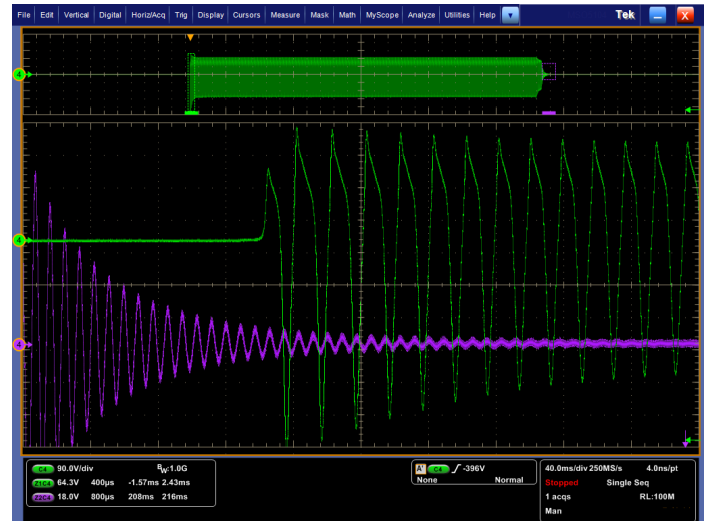 File Edit Vertical Digital Horiz/Acq Trig Display Cursors Measure Mask Math MyScope Analyze Utilities Help Tek X
4
4
4
C4 90.0V/div BW:1.0G
Z1C4 64.3V 400µs -1.57ms 2.43ms
Z2C4 18.0V 800µs 208ms 216ms
A' C4 -396V
None Normal
40.0ms/div 250MS/s 4.0ns/pt
Stopped Single Seq
1 acqs RL:100M
Man